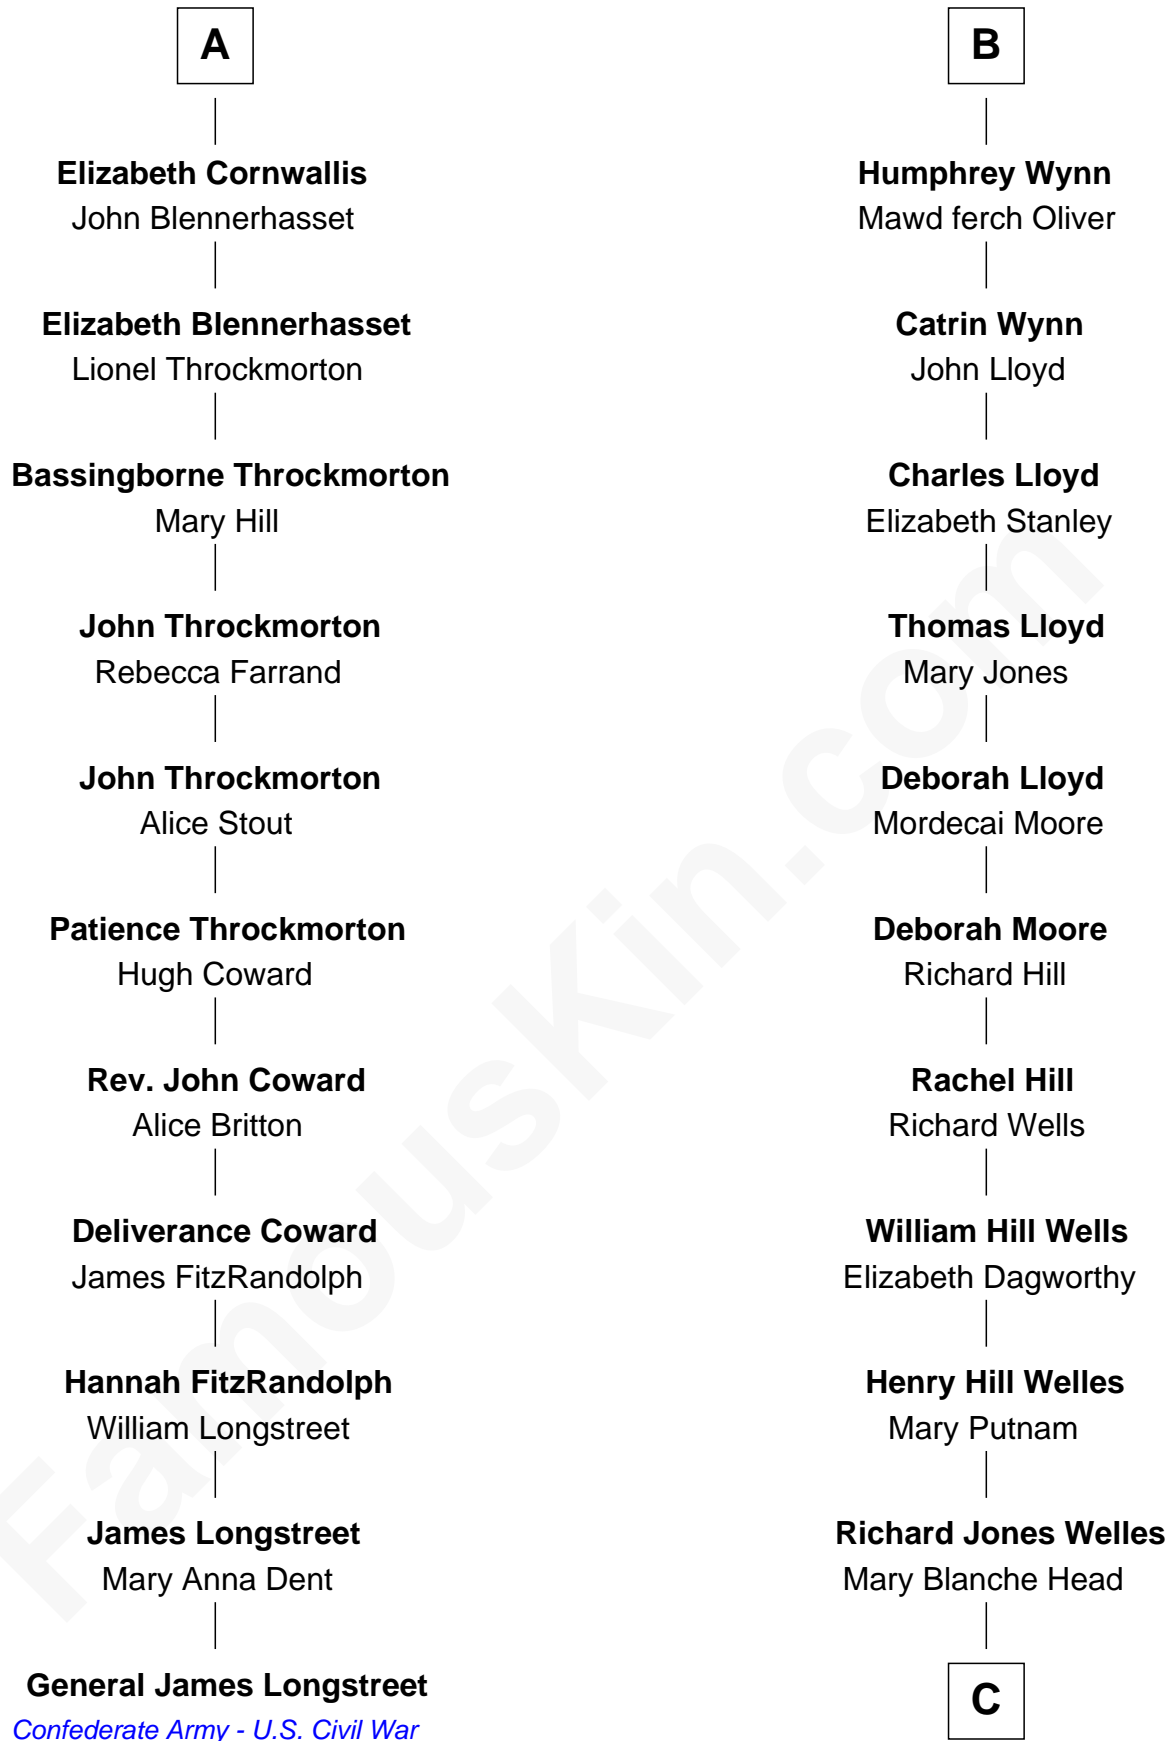 A
Elizabeth Cornwallis
John Blennerhasset
Elizabeth Blennerhasset
Lionel Throckmorton
Bassingborne Throckmorton
Mary Hill
John Throckmorton
Rebecca Farrand
John Throckmorton
Alice Stout
Patience Throckmorton
Hugh Coward
Rev. John Coward
Alice Britton
Deliverance Coward
James FitzRandolph
Hannah FitzRandolph
William Longstreet
James Longstreet
Mary Anna Dent
General James Longstreet
Confederate Army - U.S. Civil War
B
Humphrey Wynn
Mawd ferch Oliver
Catrin Wynn
John Lloyd
Charles Lloyd
Elizabeth Stanley
Thomas Lloyd
Mary Jones
Deborah Lloyd
Mordecai Moore
Deborah Moore
Richard Hill
Rachel Hill
Richard Wells
William Hill Wells
Elizabeth Dagworthy
Henry Hill Welles
Mary Putnam
Richard Jones Welles
Mary Blanche Head
C
FamousKin.com